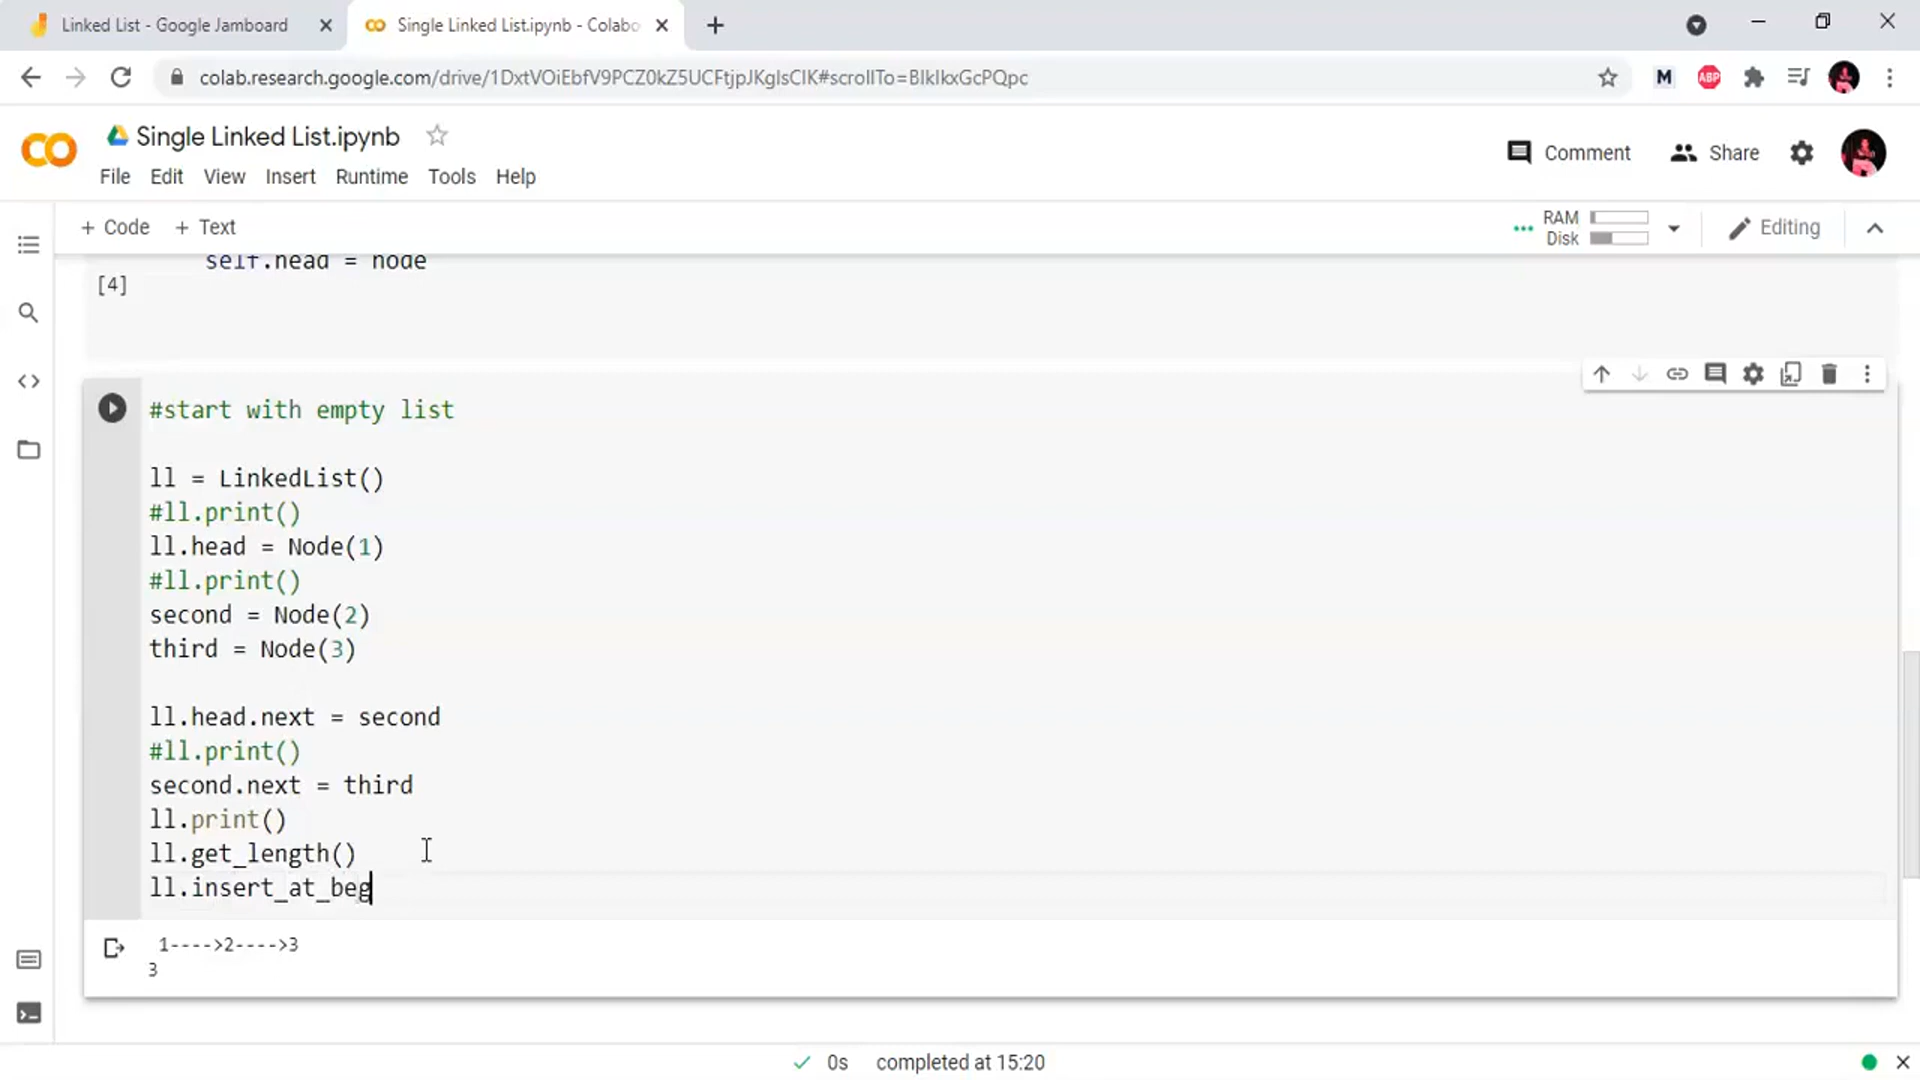 Linked List - Google Jamboard
Single Linked List.ipynb - Colabo
colab.research.google.com/drive/1DxtVOiEbfV9PCZ0kZ5UCFtjpJKglsCIK#scrollTo=BIkIkxGcPQpc
M
ABP
Single Linked List.ipynb
Comment
Share
File Edit View Insert Runtime Tools Help
+ Code + Text
RAM
Disk
Editing
self.head = node
[4]
#start with empty list
ll = LinkedList()
#ll.print()
ll.head = Node(1)
#ll.print()
second = Node(2)
third = Node(3)
ll.head.next = second
#ll.print()
second.next = third
ll.print()
ll.get_length()
ll.insert_at_beg
1---->2---->3
3
0s completed at 15:20